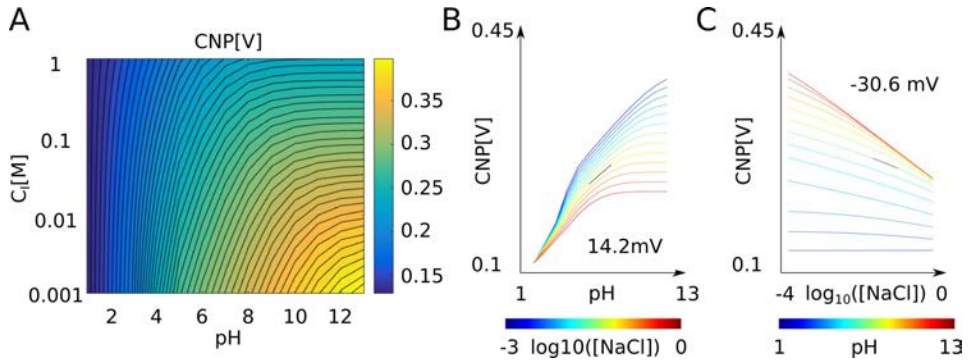 A
CNP[V]
1
0.1
0.01
0.001
C_i[M]
2 4 6 8 10 12
pH
0.35
0.3
0.25
0.2
0.15
B
0.45
CNP[V]
0.1
14.2mV
1 pH 13
-3 log10([NaCl]) 0
C
0.45
CNP[V]
0.1
-30.6 mV
-4 log₁₀([NaCl]) 0
1 pH 13